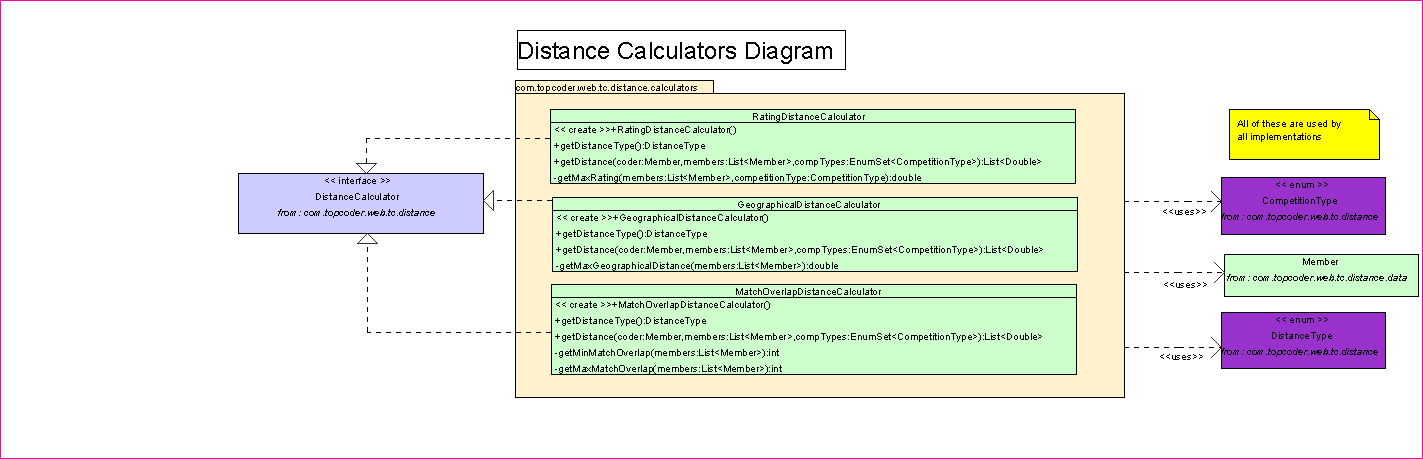 Distance Calculators Diagram
com.topcoder.web.tc.distance.calculators
RatingDistanceCalculator
<< create >>+RatingDistanceCalculator()
+getDistanceType():DistanceType
+getDistance(coder:Member,members:List<Member>,compTypes:EnumSet<CompetitionType>):List<Double>
-getMaxRating(members:List<Member>,competitionType:CompetitionType):double
All of these are used by
all implementations
<< interface >>
DistanceCalculator
from : com.topcoder.web.tc.distance
GeographicalDistanceCalculator
<< create >>+GeographicalDistanceCalculator()
+getDistanceType():DistanceType
+getDistance(coder:Member,members:List<Member>,compTypes:EnumSet<CompetitionType>):List<Double>
-getMaxGeographicalDistance(members:List<Member>):double
<<uses>>
<< enum >>
CompetitionType
from : com.topcoder.web.tc.distance
<<uses>>
Member
from : com.topcoder.web.tc.distance.data
MatchOverlapDistanceCalculator
<< create >>+MatchOverlapDistanceCalculator()
+getDistanceType():DistanceType
+getDistance(coder:Member,members:List<Member>,compTypes:EnumSet<CompetitionType>):List<Double>
-getMinMatchOverlap(members:List<Member>):int
-getMaxMatchOverlap(members:List<Member>):int
<<uses>>
<< enum >>
DistanceType
from : com.topcoder.web.tc.distance